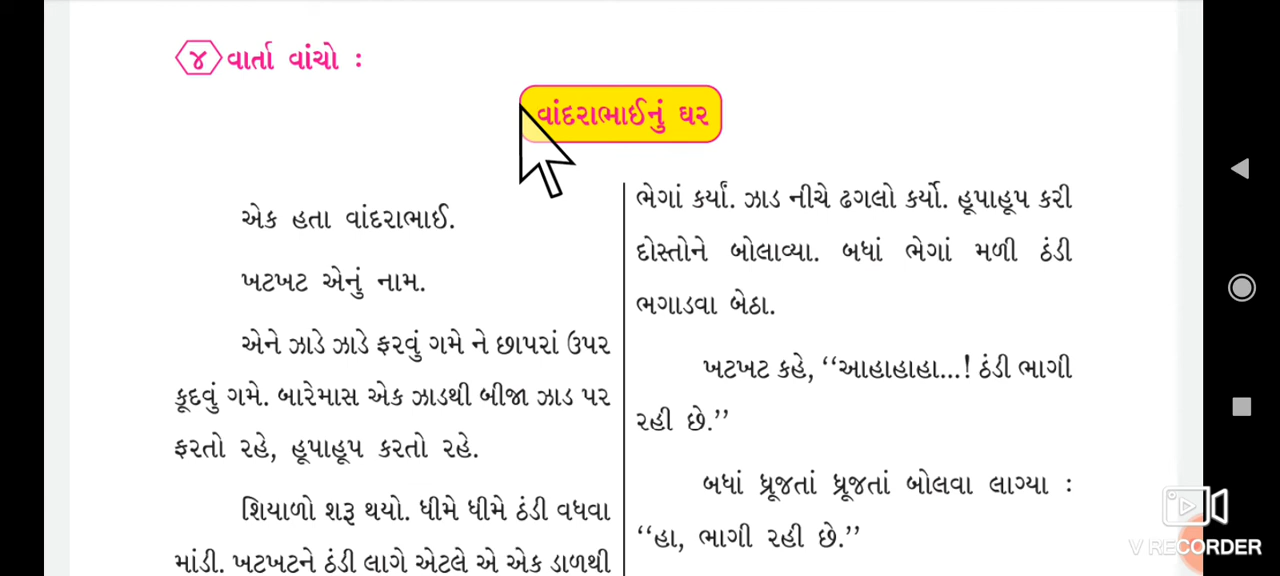 ૪ વાર્તા વાંચો :
વાંદરાભાઈનું ઘર
એક હતા વાંદરાભાઈ.
ખટખટ એનું નામ.
એને ઝાડે ઝાડે ફરવું ગમે ને છાપરાં ઉપર
કૂદવું ગમે. બારેમાસ એક ઝાડથી બીજા ઝાડ પર
ફરતો રહે, હૂપાહૂપ કરતો રહે.
શિયાળો શરૂ થયો. ધીમે ધીમે ઠંડી વધવા
માંડી. ખટખટને ઠંડી લાગે એટલે એ એક ડાળથી
ભેગાં કર્યાં. ઝાડ નીચે ઢગલો કર્યો. હૂપાહૂપ કરી
દોસ્તોને બોલાવ્યા. બધાં ભેગાં મળી ઠંડી
ભગાડવા બેઠા.
ખટખટ કહે, ‘‘આહાહાહા...! ઠંડી ભાગી
રહી છે.’’
બધાં ધ્રૂજતાં ધ્રૂજતાં બોલવા લાગ્યા :
‘‘હા, ભાગી રહી છે.’’
V RECORDER